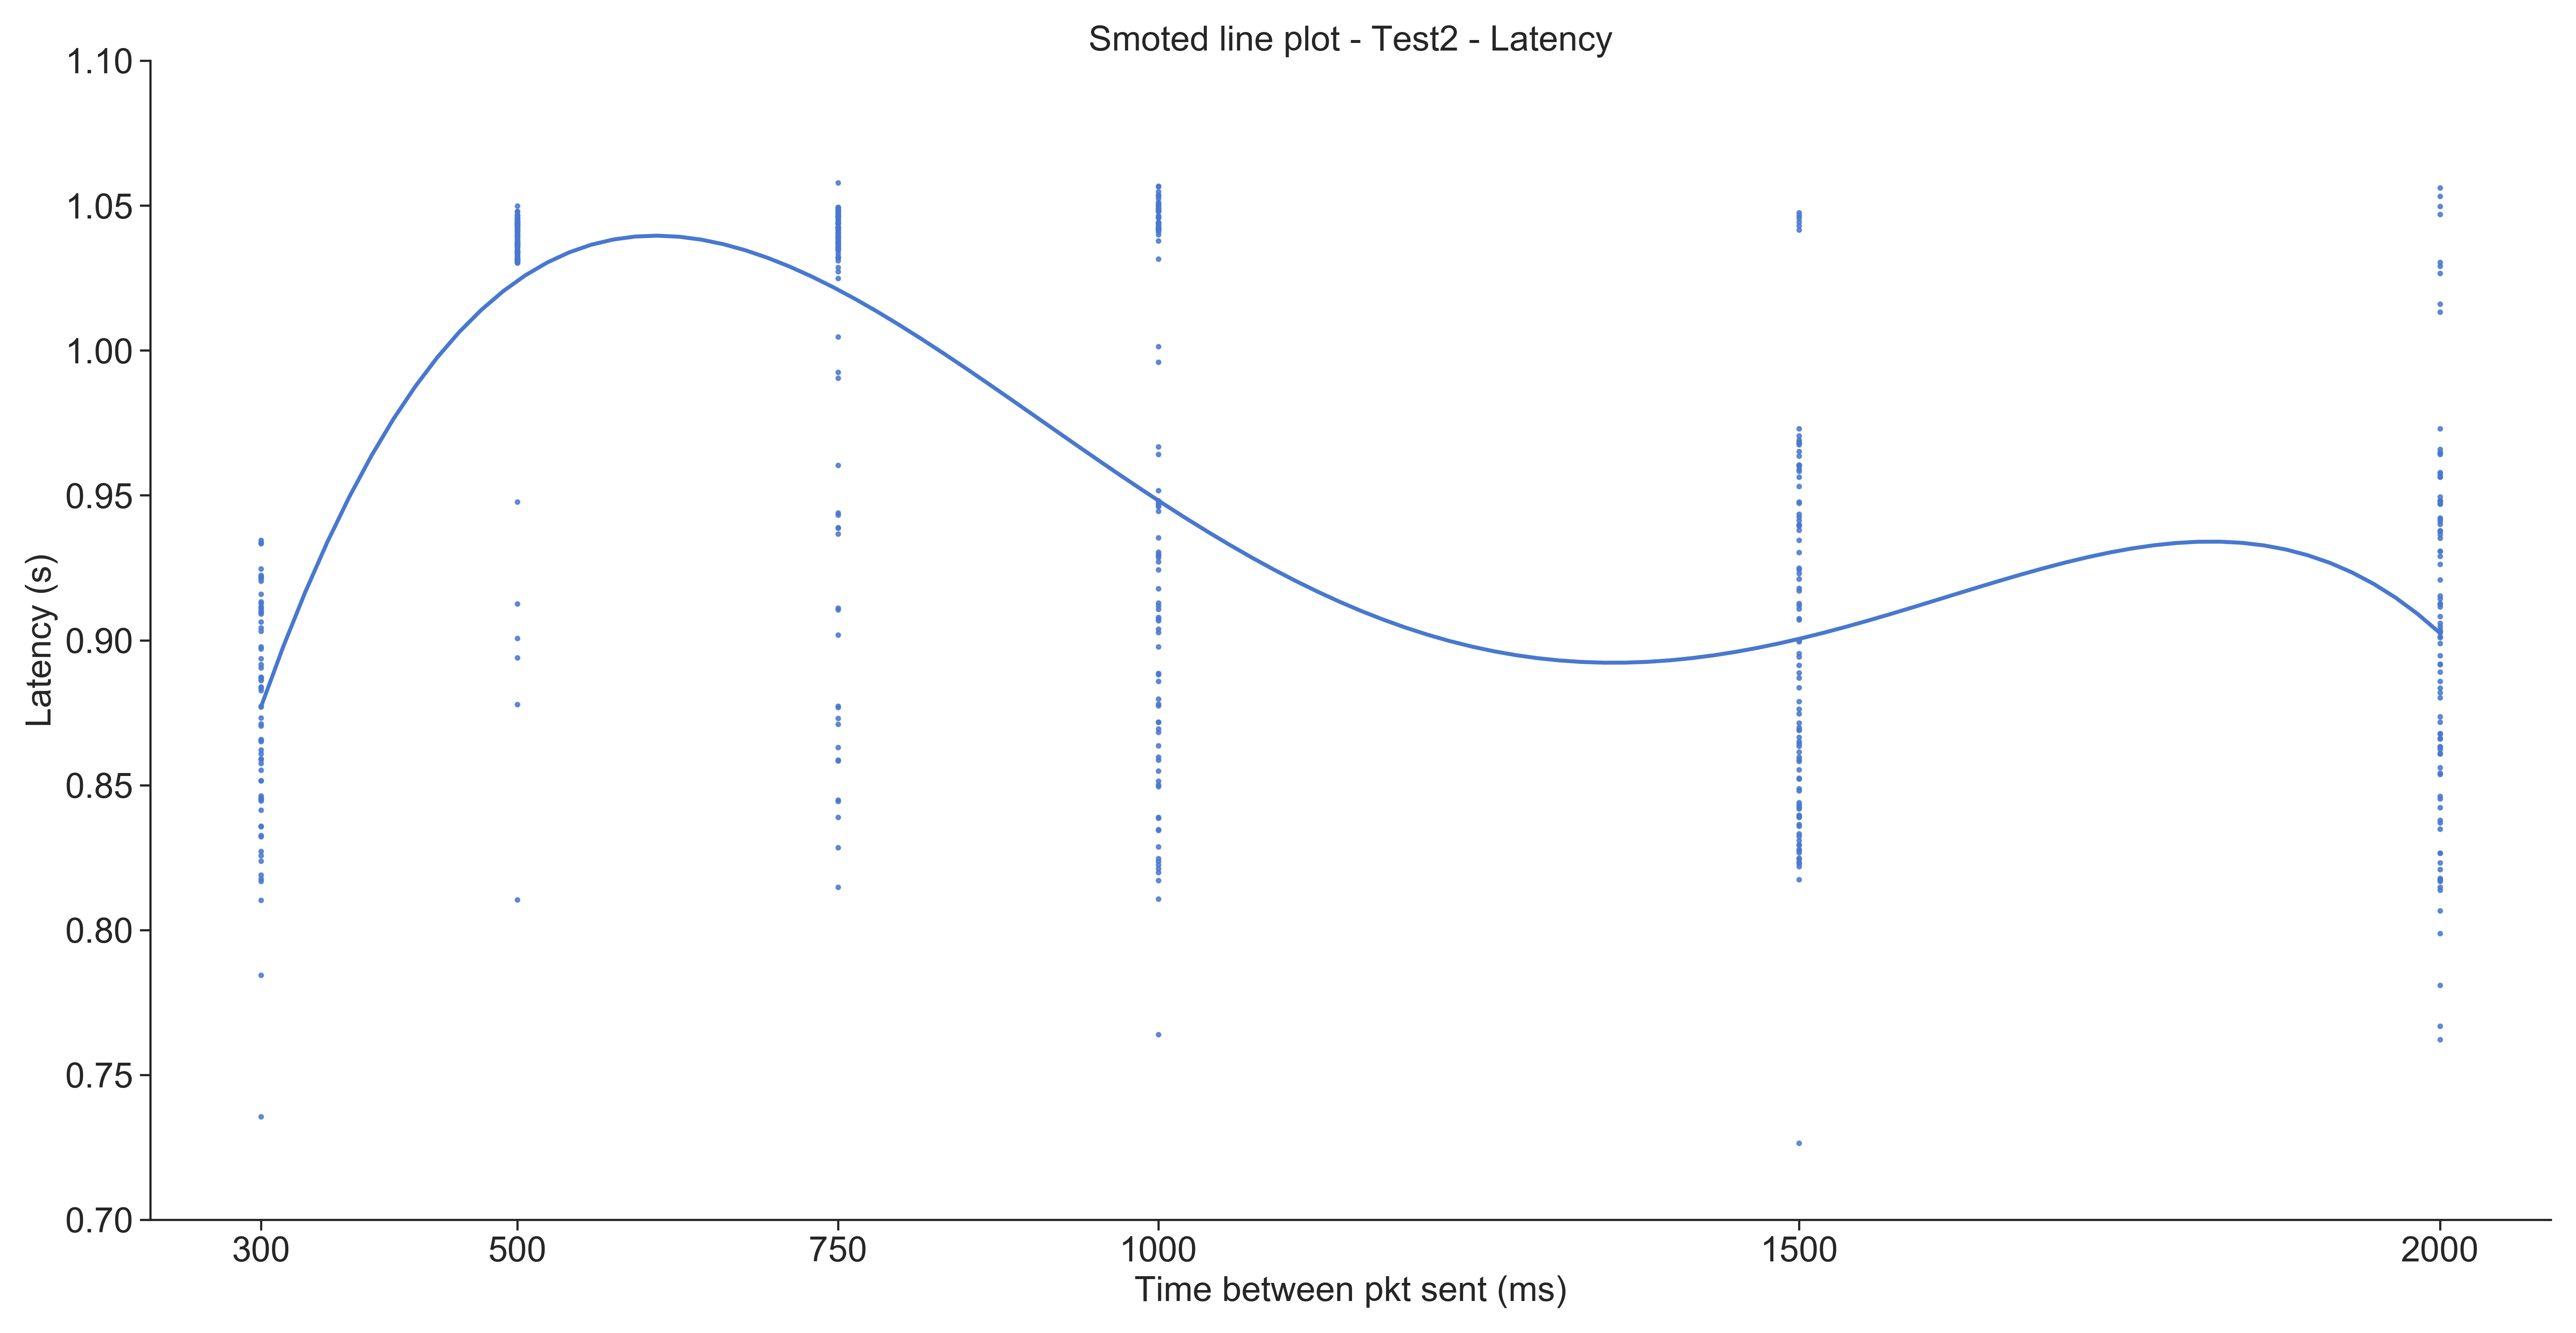 Smoted line plot - Test2 - Latency
1.10
1.05
1.00
0.95
0.90
0.85
0.80
0.75
0.70
Latency (s)
300 500 750 1000 1500 2000
Time between pkt sent (ms)